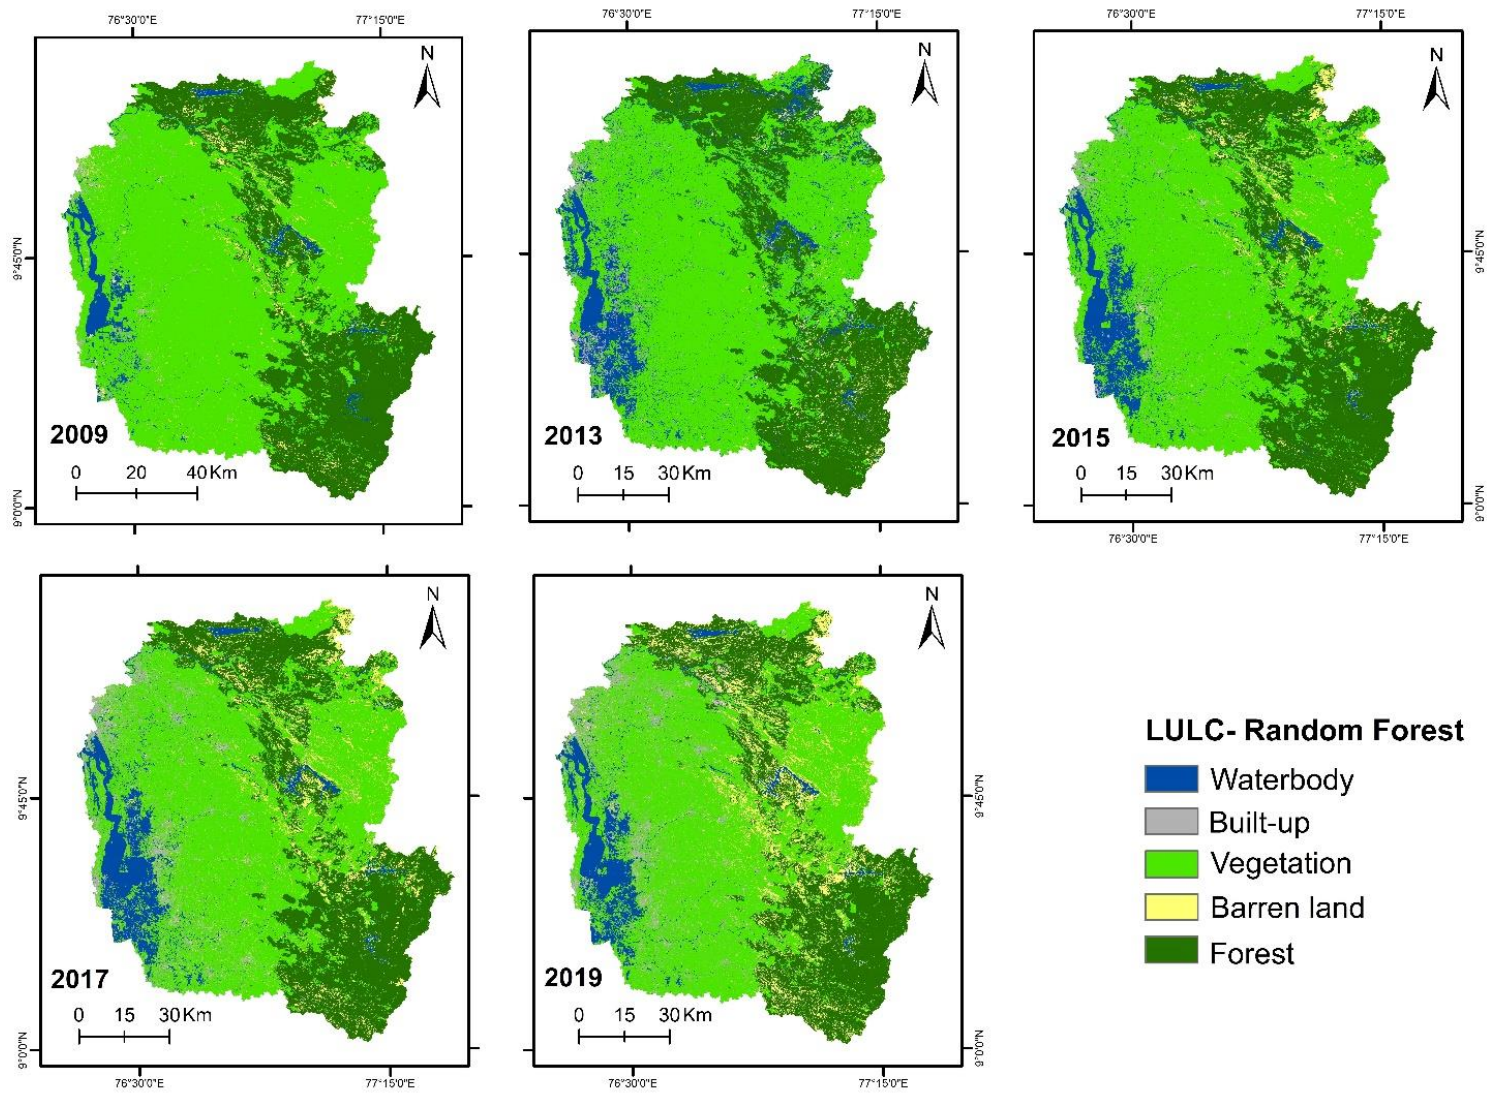 76°30'0"E 77°15'0"E 76°30'0"E 77°15'0"E 76°30'0"E 77°15'0"E
N N N
9°45'0"N 9°45'0"N
2009 2013 2015
0 20 40 Km 0 15 30 Km 0 15 30 Km
9°0'0"N 9°0'0"N
76°30'0"E 77°15'0"E
N N
LULC- Random Forest
Waterbody
9°45'0"N 9°45'0"N
Built-up
Vegetation
Barren land
Forest
2017 2019
0 15 30 Km 0 15 30 Km
9°0'0"N 9°0'0"N
76°30'0"E 77°15'0"E 76°30'0"E 77°15'0"E